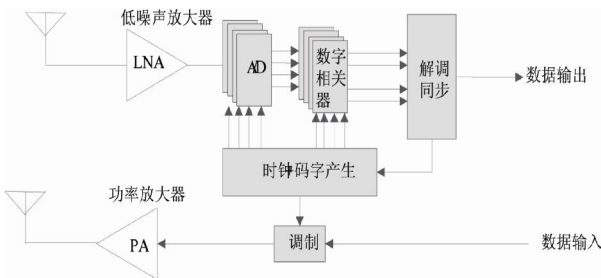 低噪声放大器
LNA
AD
数字
相关
器
解调
同步
数据输出
时钟码字产生
功率放大器
PA
调制
数据输入